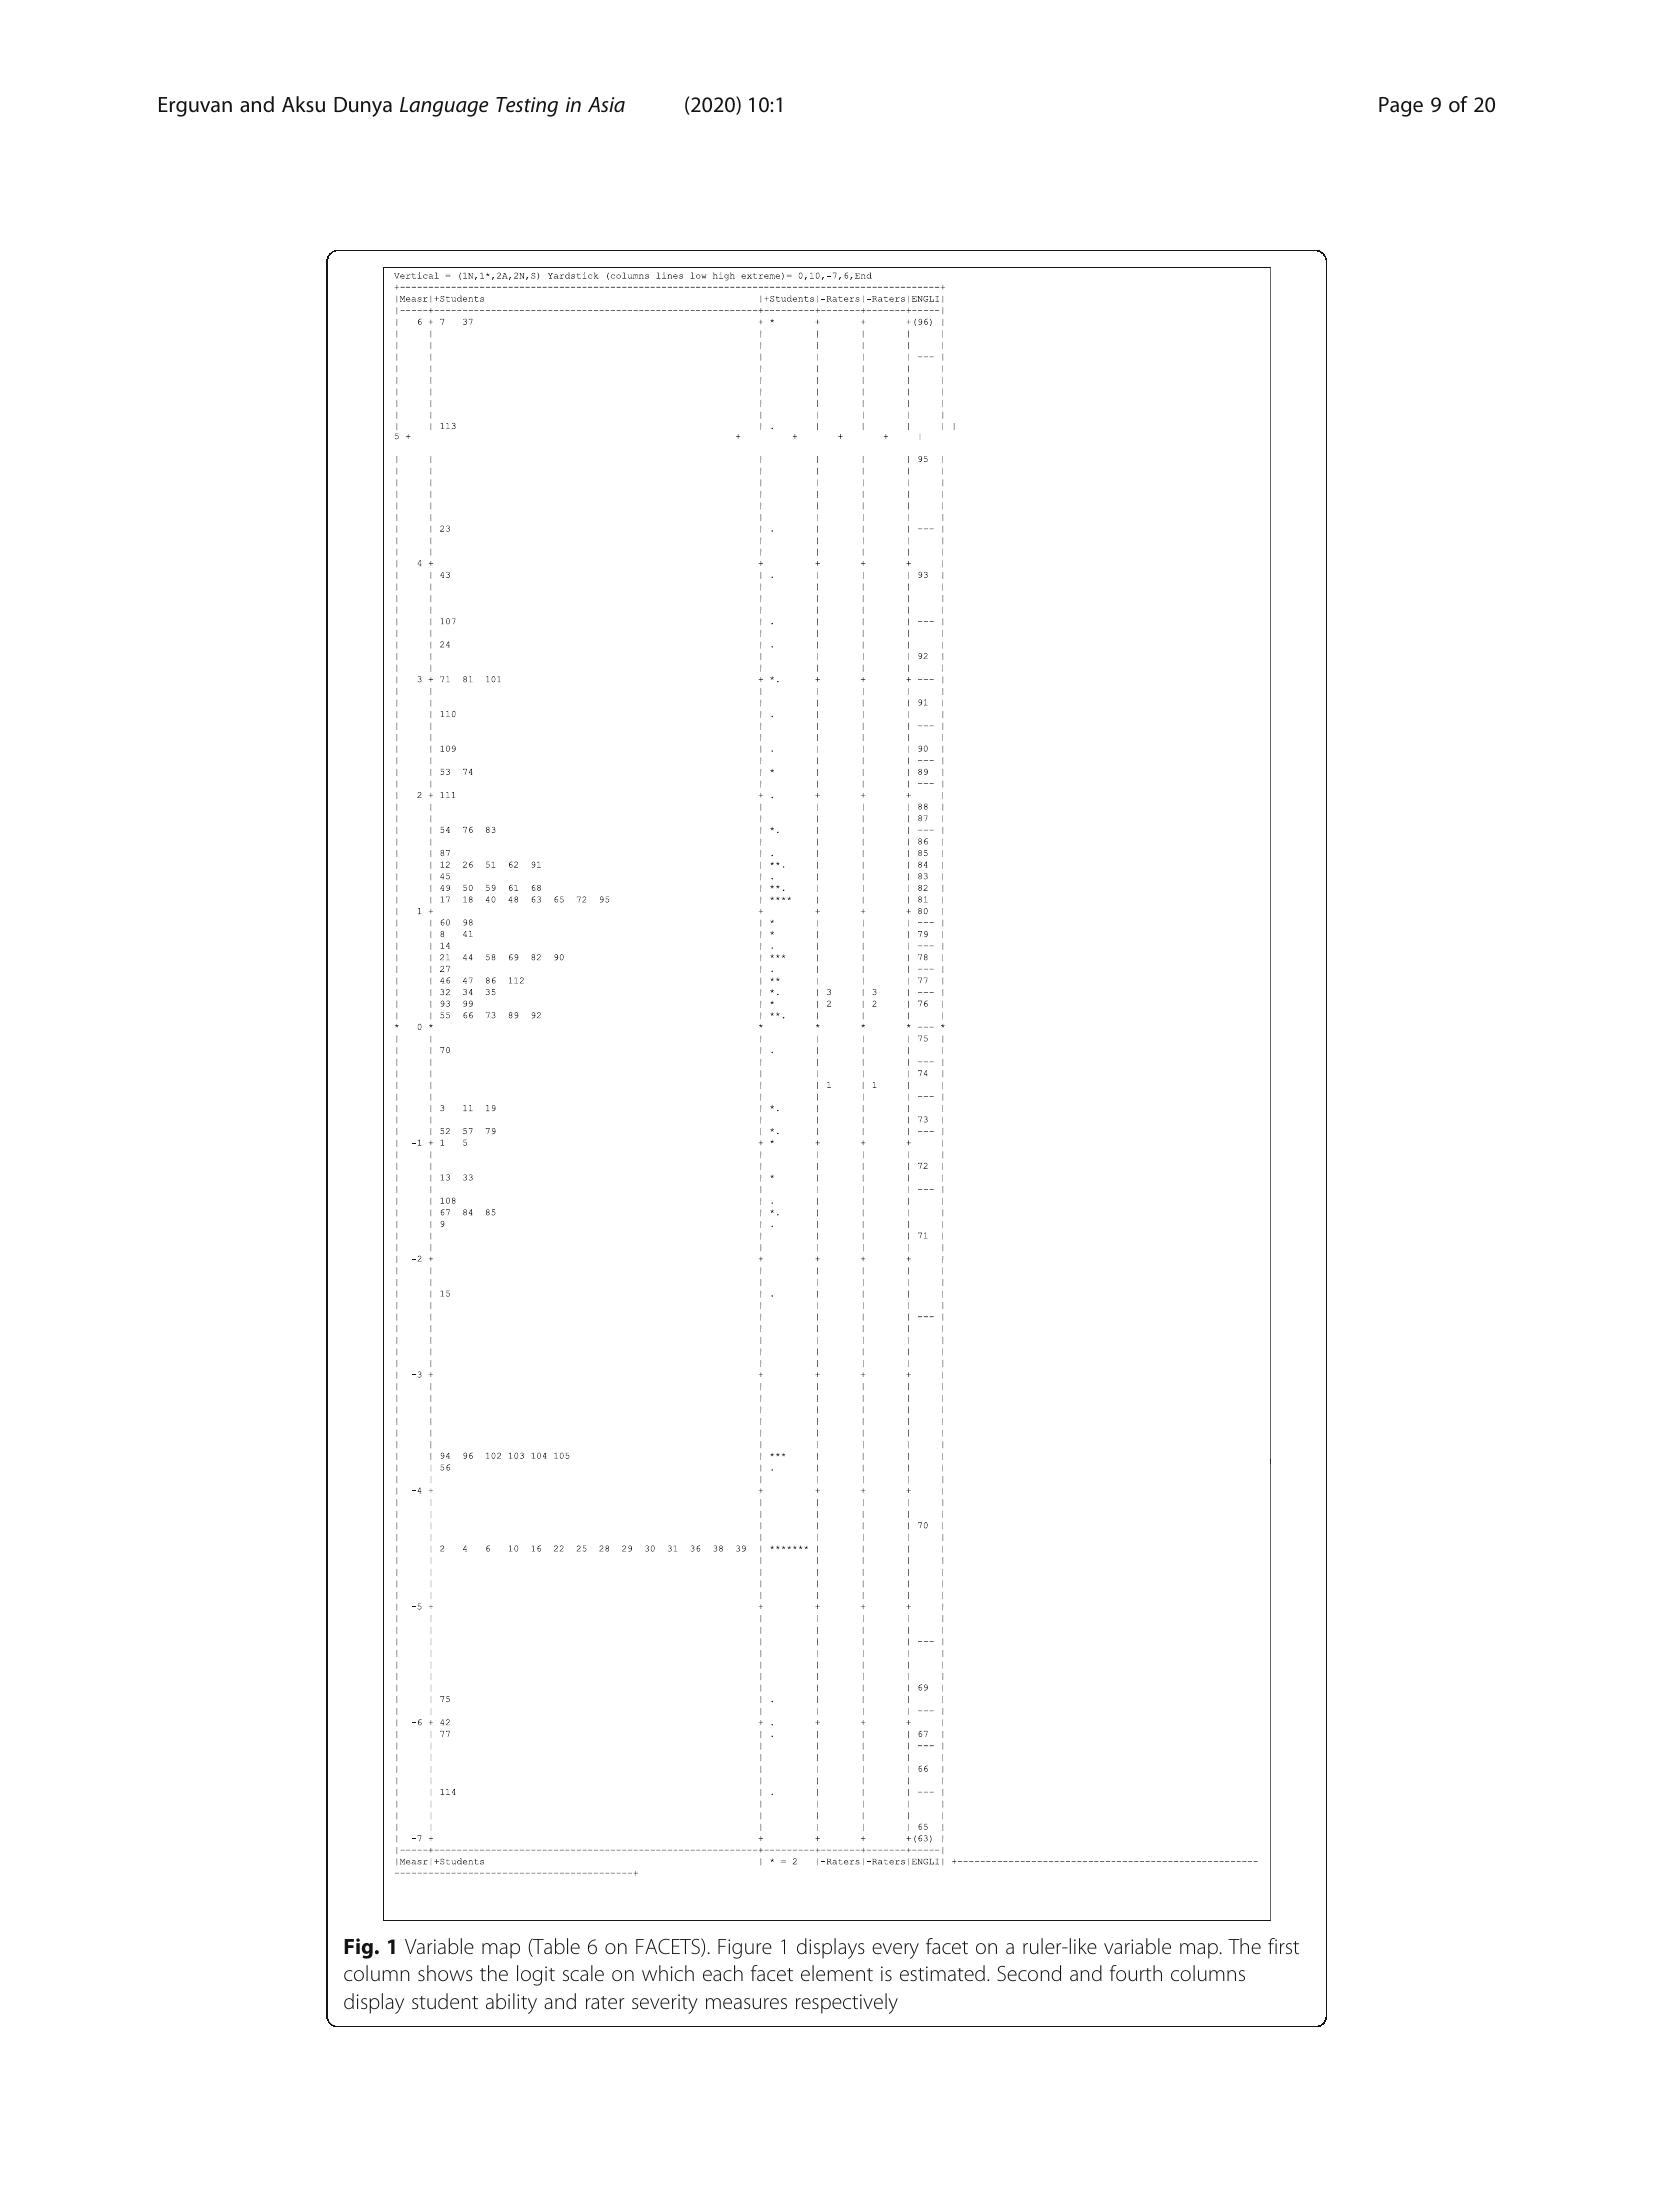 Erguvan and Aksu Dunya Language Testing in Asia (2020) 10:1 Page 9 of 20
Vertical = (1N,1*,2A,2N,S) Yardstick (columns lines low high extreme)= 0,10,-7,6,End
+---------------------------------------------------------------+
|Measr|+Students |+Students|-Raters|-Raters|ENGLI|
|-----+---------------------------------------------------------+
| 6 + 7 37 + * + + +(96) |
---
| 113 | . | | | | |
5 + + + + + |
| 95 |
| 23 | . | | | --- |
| 4 + + + + + |
| 43 | . | | | 93 |
| 107 | . | | | --- |
| 24 | . | | | |
| 92 |
| 3 + 71 81 101 + *. + + + --- |
| 91 |
| 110 | . | | | |
| --- |
| 109 | . | | | 90 |
| --- |
| 53 74 | * | | | 89 |
| --- |
| 2 + 111 + . + + + |
| 88 |
| 87 |
| 54 76 83 | *. | | | --- |
| 86 |
| 87 | . | | | 85 |
| 12 26 51 62 91 | **. | | | 84 |
| 45 | . | | | 83 |
| 49 50 59 61 68 | **. | | | 82 |
| 17 18 40 48 63 65 72 95 | **** | | | 81 |
| 1 + + + + + 80 |
| 60 98 | * | | | --- |
| 8 41 | * | | | 79 |
| 14 | . | | | --- |
| 21 44 58 69 82 90 | *** | | | 78 |
| 27 | . | | | --- |
| 46 47 86 112 | ** | | | 77 |
| 32 34 35 | *. | 3 | 3 | --- |
| 93 99 | * | 2 | 2 | 76 |
| 55 66 73 89 92 | **. | | | |
* 0 * * * * * --- *
| 75 |
| 70 | . | | | |
| --- |
| 74 |
| 1 | 1 | |
| --- |
| 3 11 19 | *. | | | |
| 73 |
| 52 57 79 | *. | | | --- |
| -1 + 1 5 + * + + + |
| 72 |
| 13 33 | * | | | |
| --- |
| 108 | . | | | |
| 67 84 85 | *. | | | |
| 9 | . | | | |
| 71 |
| -2 + + + + + |
| 15 | . | | | |
| --- |
| -3 + + + + + |
| 94 96 102 103 104 105 | *** | | | |
| 56 | . | | | |
| -4 + + + + + |
| 70 |
| 2 4 6 10 16 22 25 28 29 30 31 36 38 39 | ******* | | | |
| -5 + + + + + |
| --- |
| 69 |
| 75 | . | | | |
| --- |
| -6 + 42 + . + + + |
| 77 | . | | | 67 |
| --- |
| 66 |
| 114 | . | | | --- |
| 65 |
| -7 + + + + +(63) |
|Measr|+Students | * = 2 |-Raters|-Raters|ENGLI| +-----------------------------------------------------
------------------------------------------+
Fig. 1 Variable map (Table 6 on FACETS). Figure 1 displays every facet on a ruler-like variable map. The first
column shows the logit scale on which each facet element is estimated. Second and fourth columns
display student ability and rater severity measures respectively